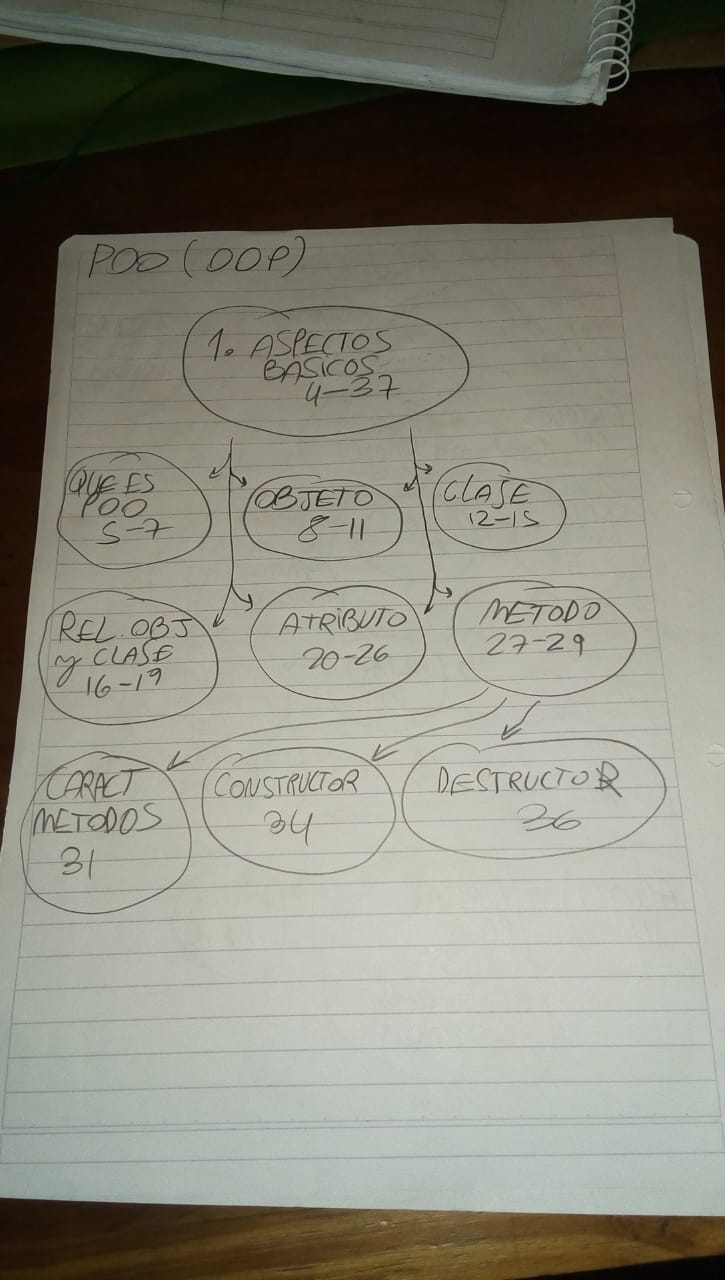 POO (OOP)
1. ASPECTOS
BASICOS
4-37
QUE ES
POO
5-7
OBJETO
8-11
CLASE
12-15
REL. OBJ
y CLASE
16-19
ATRIBUTO
20-26
METODO
27-29
CARACT
METODOS
31
CONSTRUCTOR
34
DESTRUCTOR
36